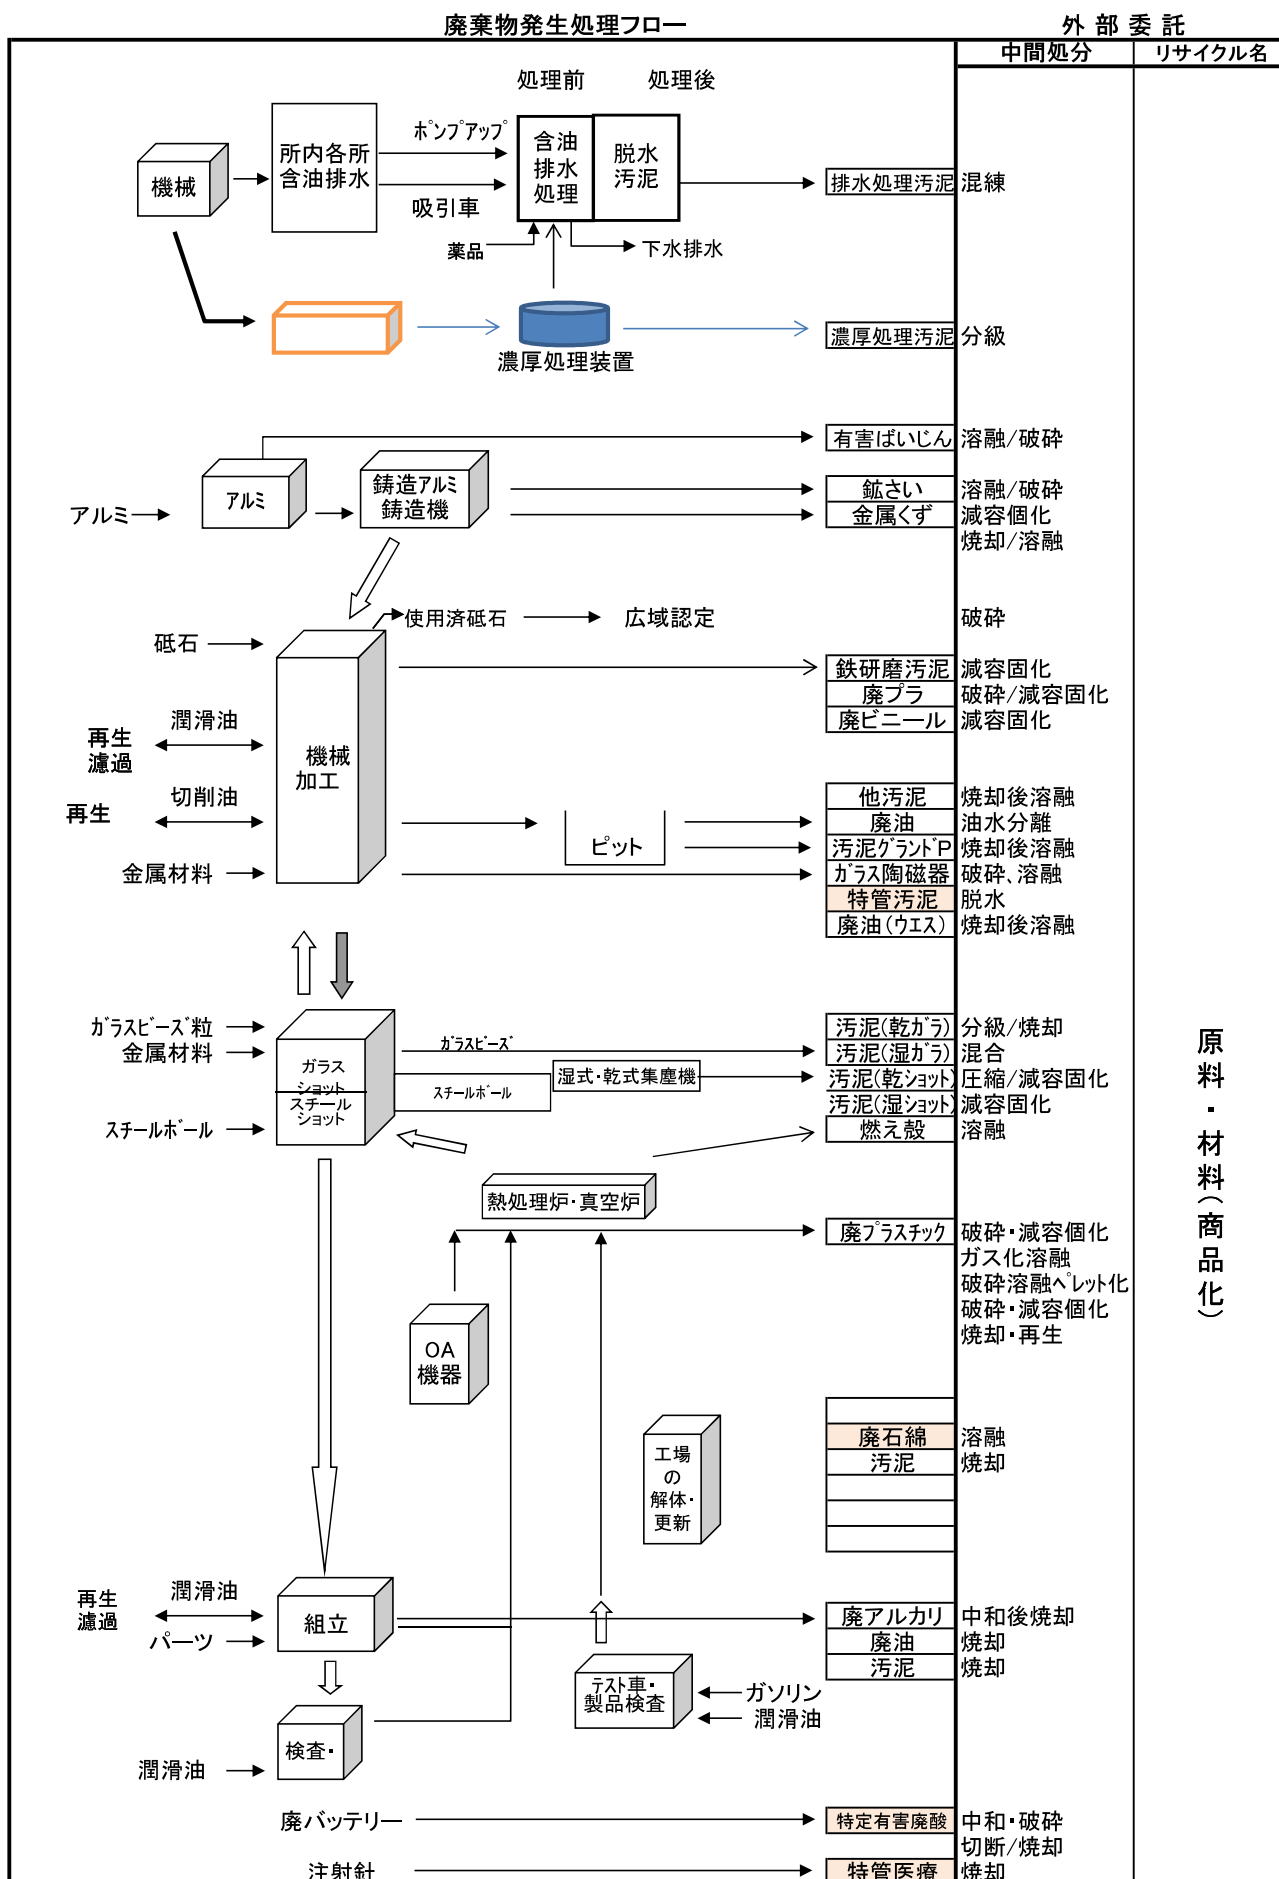 廃棄物発生処理フロー
外 部 委 託
中間処分
リサイクル名
処理前
処理後
機械
所内各所
含油排水
ポンプアップ
吸引車
含油
排水
処理
脱水
汚泥
排水処理汚泥
混練
薬品
下水排水
濃厚処理装置
濃厚処理汚泥
分級
有害ばいじん
溶融/破砕
アルミ
アルミ
鋳造アルミ
鋳造機
鉱さい
溶融/破砕
金属くず
減容個化
焼却/溶融
使用済砥石
広域認定
破砕
砥石
鉄研磨汚泥
減容固化
廃プラ
破砕/減容固化
廃ビニール
減容固化
潤滑油
再生
濾過
機械
加工
切削油
再生
ピット
他汚泥
焼却後溶融
廃油
油水分離
汚泥グランドP
焼却後溶融
金属材料
ガラス陶磁器
破砕、溶融
特管汚泥
脱水
廃油(ウエス)
焼却後溶融
ガラスビーズ粒
金属材料
ガラス
ショット
スチール
ショット
ガラスビーズ
スチールボール
湿式・乾式集塵機
汚泥(乾ガラ)
分級/焼却
汚泥(湿ガラ)
混合
汚泥(乾ショット)
圧縮/減容固化
汚泥(湿ショット)
減容固化
スチールボール
燃え殻
溶融
熱処理炉・真空炉
廃プラスチック
破砕・減容個化
ガス化溶融
破砕溶融ペレット化
破砕・減容個化
焼却・再生
原料・材料(商品化)
OA
機器
工場
の
解体・
更新
廃石綿
溶融
汚泥
焼却
潤滑油
再生
濾過
パーツ
組立
廃アルカリ
中和後焼却
廃油
焼却
汚泥
焼却
テスト車・
製品検査
ガソリン
潤滑油
検査・
潤滑油
廃バッテリー
特定有害廃酸
中和・破砕
切断/焼却
注射針
特管医療
焼却